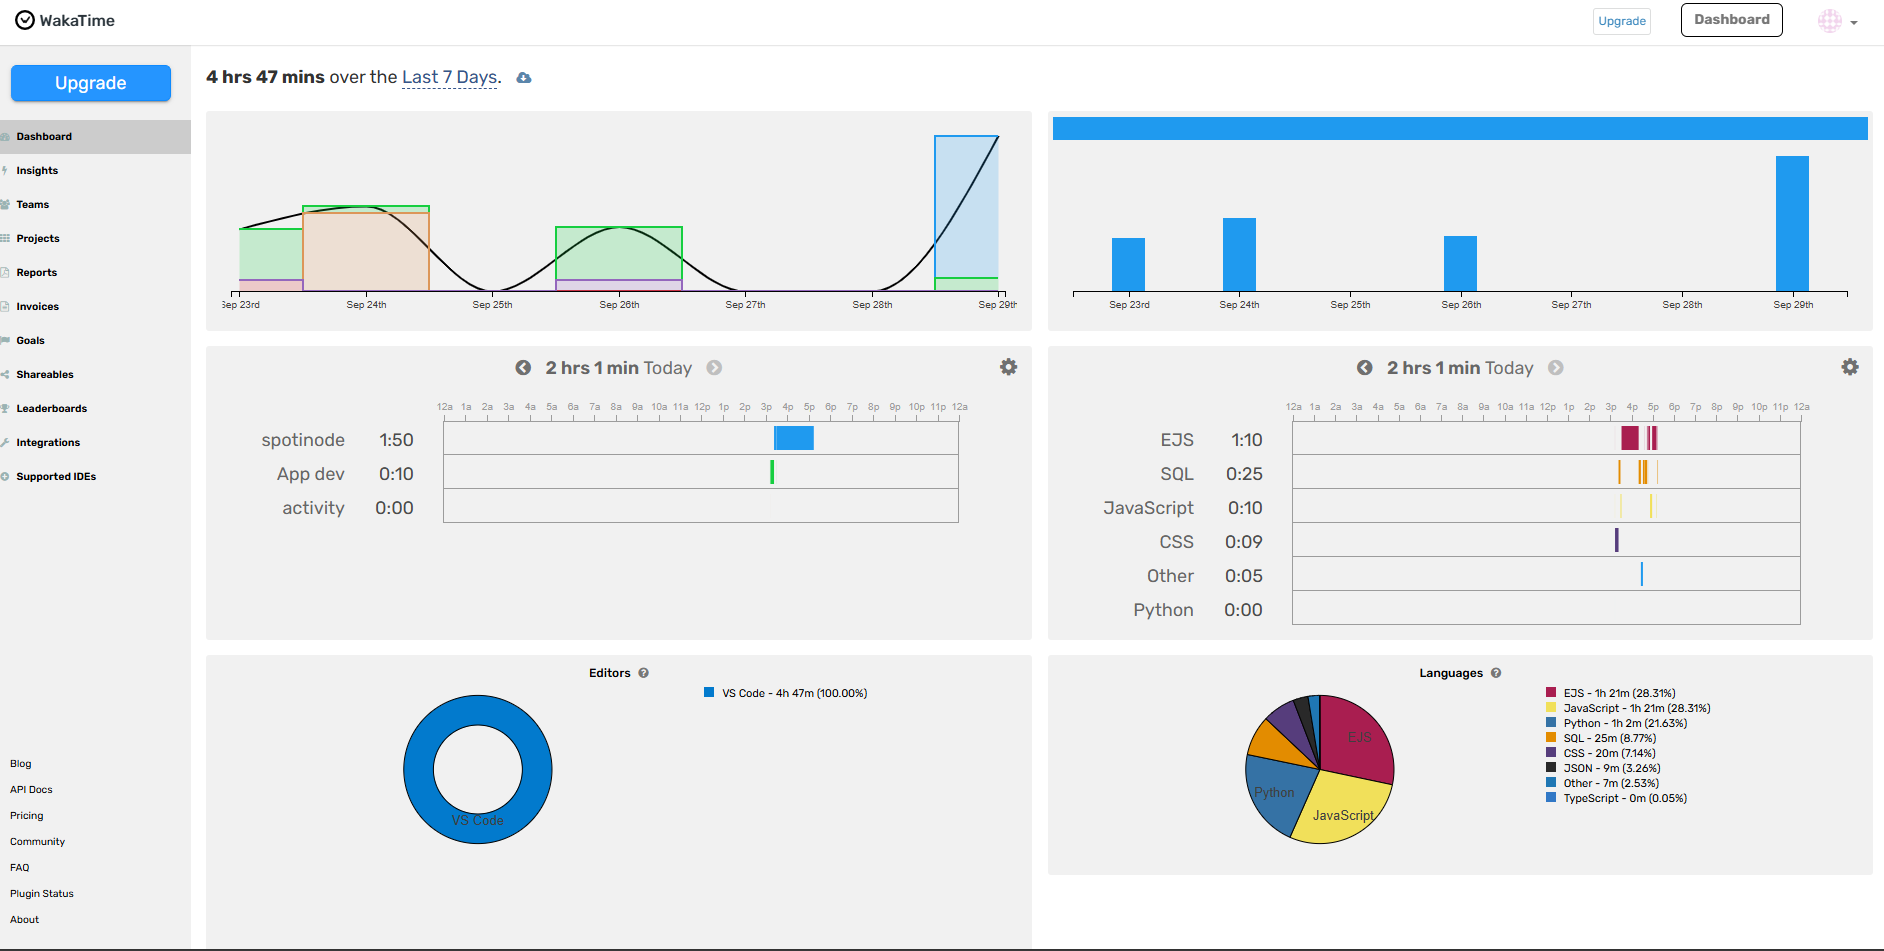 WakaTime
Upgrade
Dashboard
Upgrade
Dashboard
Insights
Teams
Projects
Reports
Invoices
Goals
Shareables
Leaderboards
Integrations
Supported IDEs
Blog
API Docs
Pricing
Community
FAQ
Plugin Status
About
4 hrs 47 mins over the Last 7 Days.
Sep 23rd Sep 24th Sep 25th Sep 26th Sep 27th Sep 28th Sep 29th
Sep 23rd Sep 24th Sep 25th Sep 26th Sep 27th Sep 28th Sep 29th
2 hrs 1 min Today
12a 1a 2a 3a 4a 5a 6a 7a 8a 9a 10a 11a 12p 1p 2p 3p 4p 5p 6p 7p 8p 9p 10p 11p 12a
spotinode 1:50
App dev 0:10
activity 0:00
2 hrs 1 min Today
12a 1a 2a 3a 4a 5a 6a 7a 8a 9a 10a 11a 12p 1p 2p 3p 4p 5p 6p 7p 8p 9p 10p 11p 12a
EJS 1:10
SQL 0:25
JavaScript 0:10
CSS 0:09
Other 0:05
Python 0:00
Editors ?
VS Code - 4h 47m (100.00%)
VS Code
Languages ?
EJS - 1h 21m (28.31%)
JavaScript - 1h 21m (28.31%)
Python - 1h 2m (21.63%)
SQL - 25m (8.77%)
CSS - 20m (7.14%)
JSON - 9m (3.26%)
Other - 7m (2.53%)
TypeScript - 0m (0.05%)
EJS
Python
JavaScript